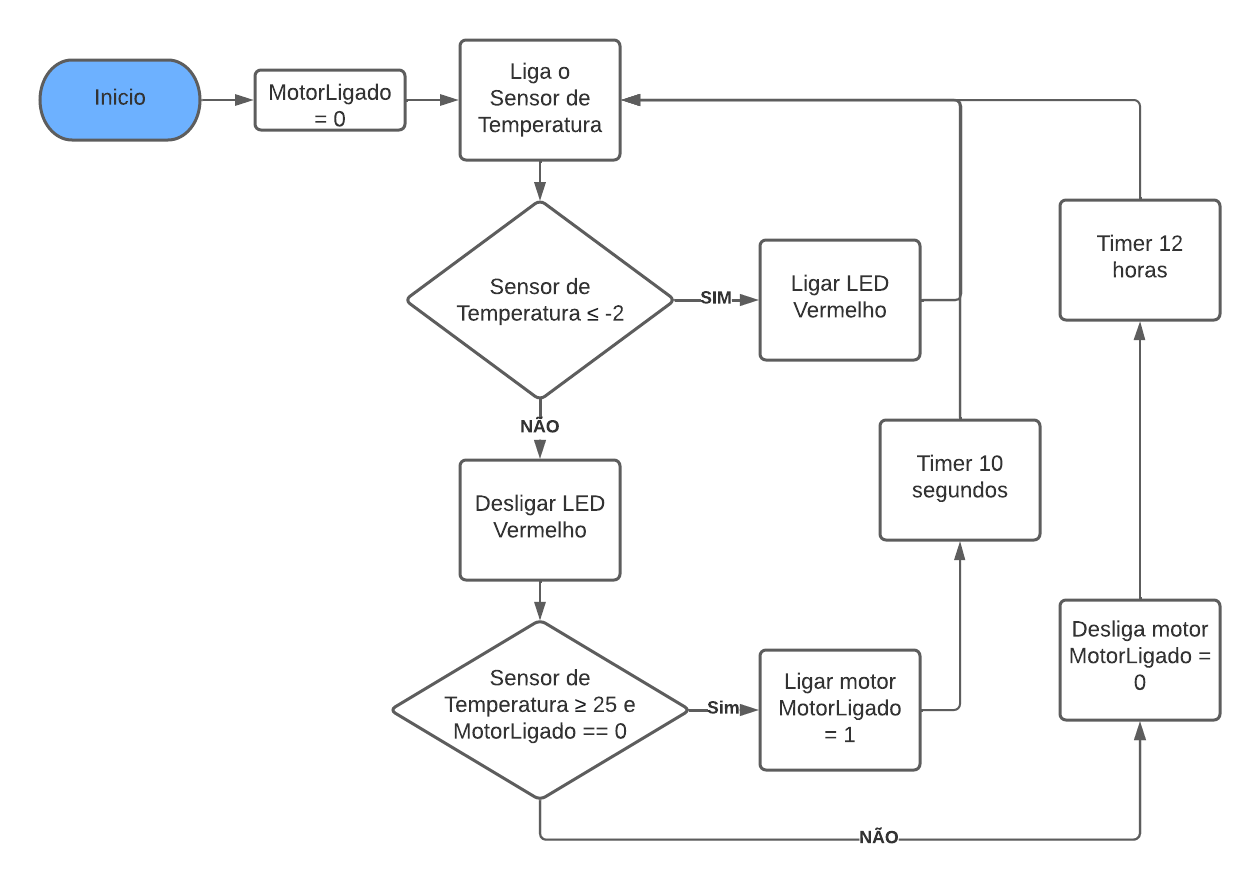 Inicio
MotorLigado
= 0
Liga o
Sensor de
Temperatura
Sensor de
Temperatura ≤ -2
SIM
Ligar LED
Vermelho
Timer 12
horas
NÃO
Desligar LED
Vermelho
Timer 10
segundos
Sensor de
Temperatura ≥ 25 e
MotorLigado == 0
Sim
Ligar motor
MotorLigado
= 1
Desliga motor
MotorLigado =
0
NÃO